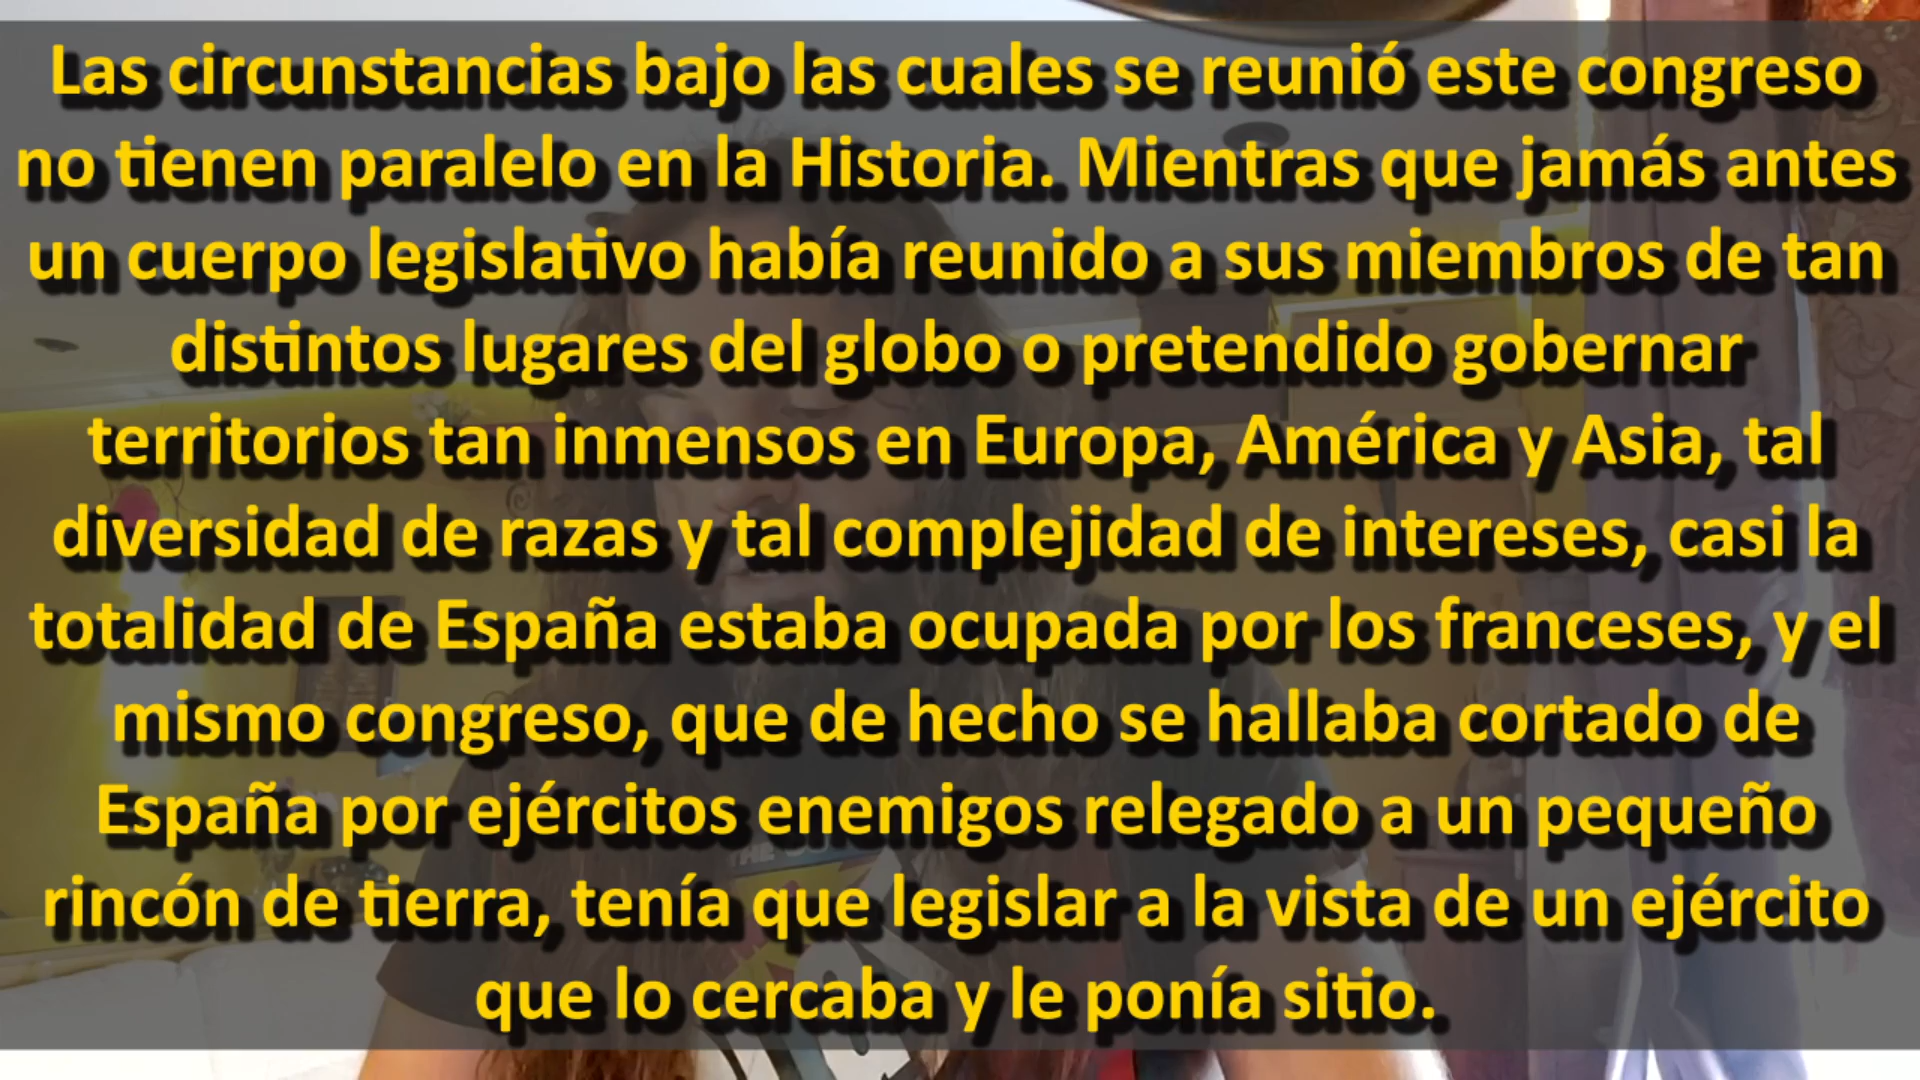 Las circunstancias bajo las cuales se reunió este congreso
no tienen paralelo en la Historia. Mientras que jamás antes
un cuerpo legislativo había reunido a sus miembros de tan
distintos lugares del globo o pretendido gobernar
territorios tan inmensos en Europa, América y Asia, tal
diversidad de razas y tal complejidad de intereses, casi la
totalidad de España estaba ocupada por los franceses, y el
mismo congreso, que de hecho se hallaba cortado de
España por ejércitos enemigos relegado a un pequeño
rincón de tierra, tenía que legislar a la vista de un ejército
que lo cercaba y le ponía sitio.